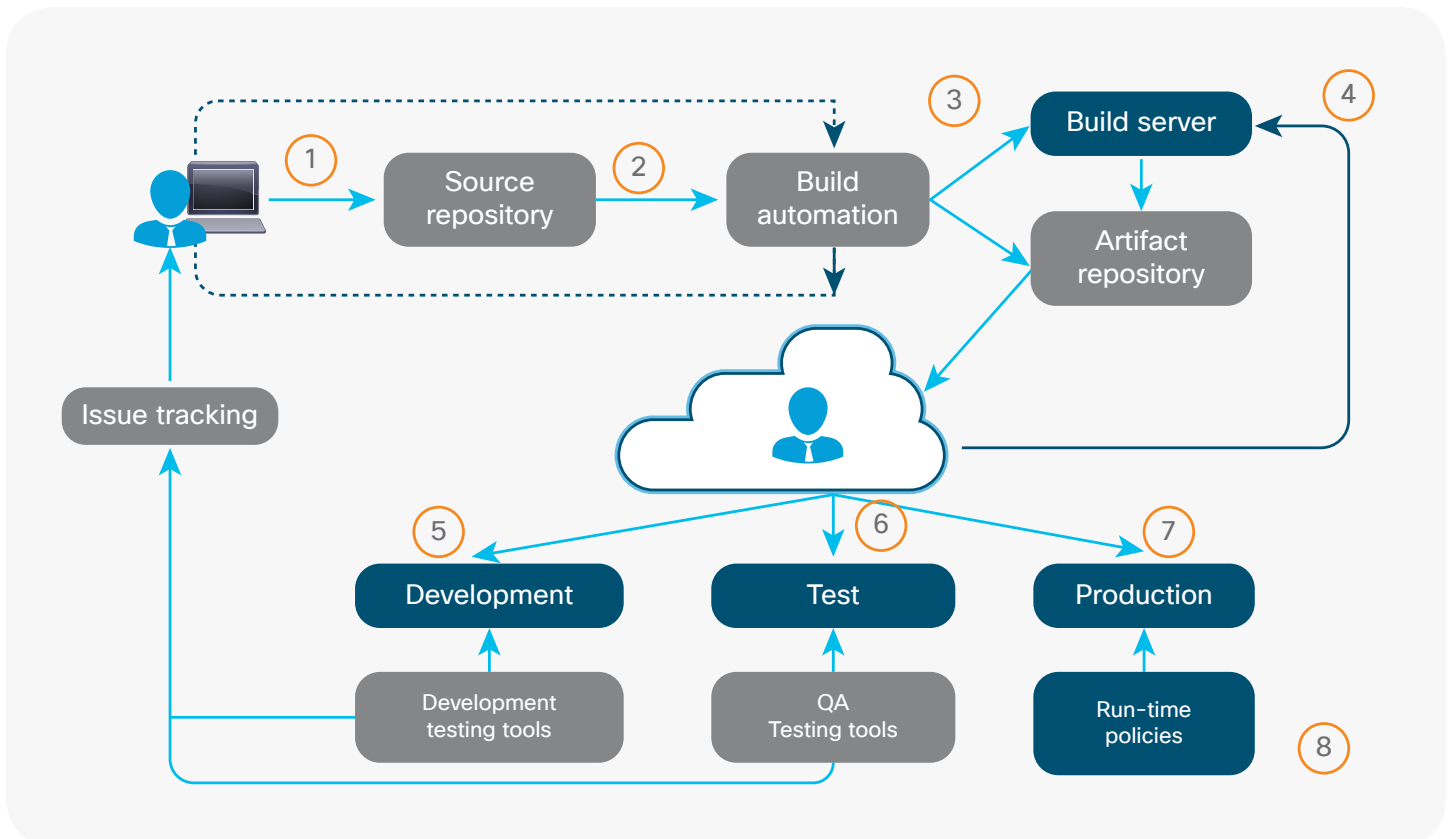 1
Source
repository
2
Build
automation
3
Build server
4
Artifact
repository
Issue tracking
5
6
7
Development
Test
Production
Development
testing tools
QA
Testing tools
Run-time
policies
8